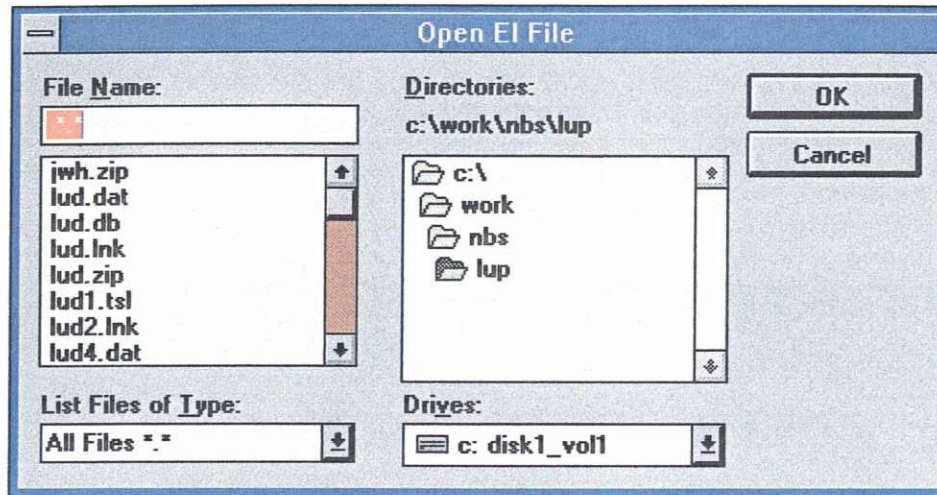 Open EI File
File Name:
*.*
jwh.zip
lud.dat
lud.db
lud.lnk
lud.zip
lud1.tsl
lud2.lnk
lud4.dat
List Files of Type:
All Files *.*
Directories:
c:\work\nbs\lup
c:\
work
nbs
lup
Drives:
c: disk1_vol1
OK
Cancel